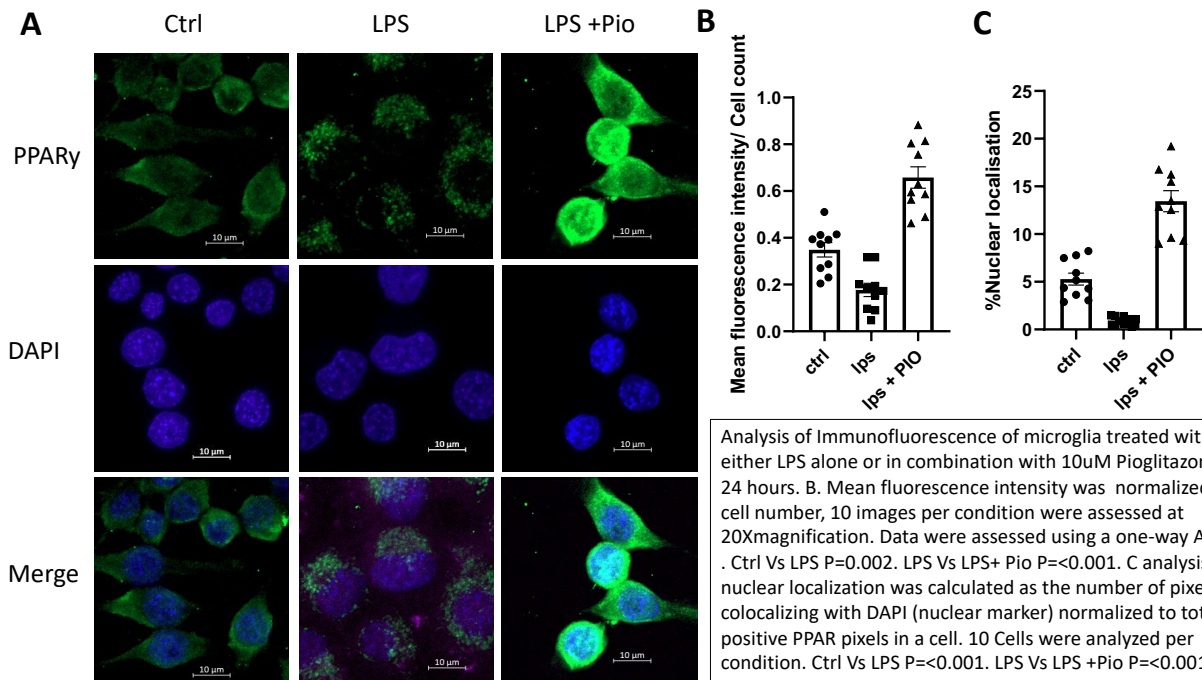 A
Ctrl
LPS
LPS +Pio
PPARγ
10 µm
10 µm
10 µm
DAPI
10 µm
10 µm
10 µm
Merge
10 µm
10 µm
10 µm
B
Mean fluorescence intensity/ Cell count
1.0
0.8
0.6
0.4
0.2
0.0
ctrl
lps
lps + PIO
C
%Nuclear localisation
25
20
15
10
5
0
ctrl
lps
lps + PIO
Analysis of Immunofluorescence of microglia treated wit
either LPS alone or in combination with 10uM Pioglitazon
24 hours. B. Mean fluorescence intensity was normalized
cell number, 10 images per condition were assessed at
20Xmagnification. Data were assessed using a one-way A
. Ctrl Vs LPS P=0.002. LPS Vs LPS+ Pio P=<0.001. C analysis
nuclear localization was calculated as the number of pixe
colocalizing with DAPI (nuclear marker) normalized to tot
positive PPAR pixels in a cell. 10 Cells were analyzed per
condition. Ctrl Vs LPS P=<0.001. LPS Vs LPS +Pio P=<0.001